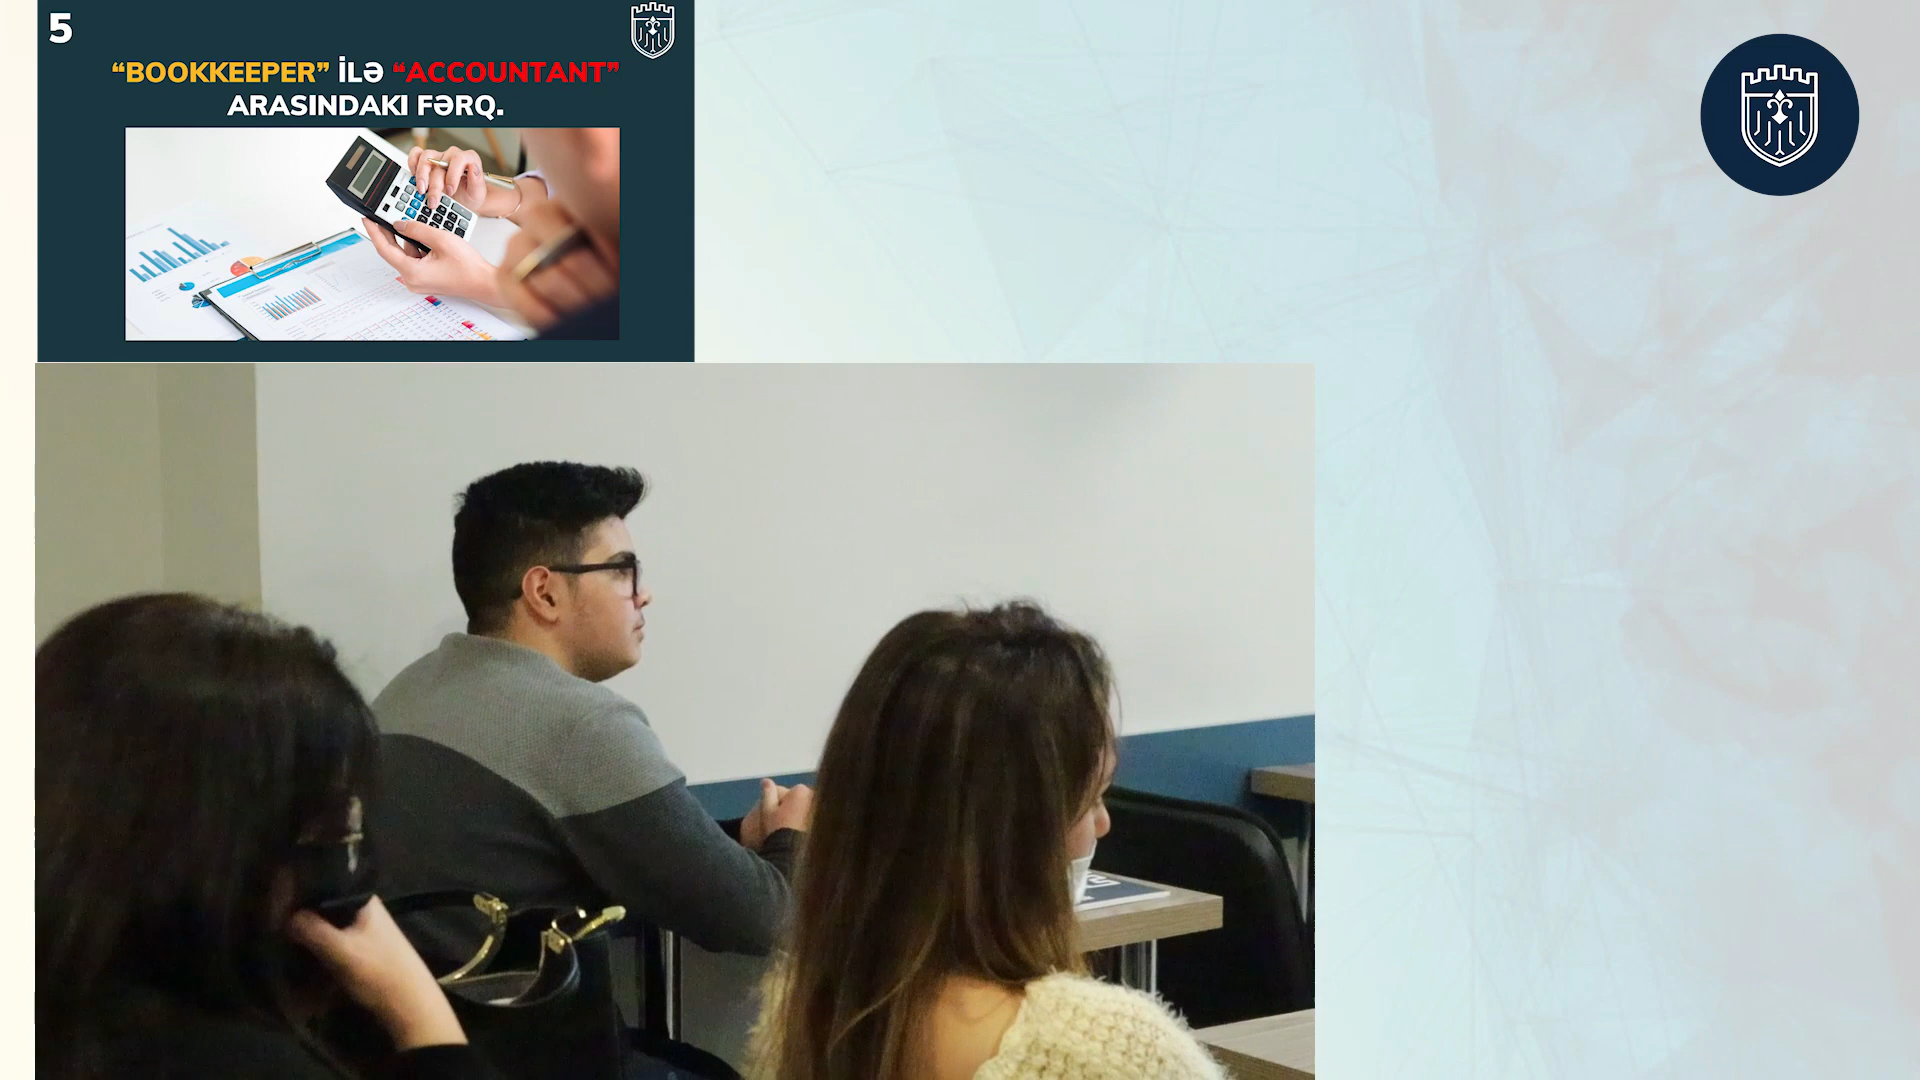 5
“BOOKKEEPER” İLƏ “ACCOUNTANT”
ARASINDAKI FƏRQ.